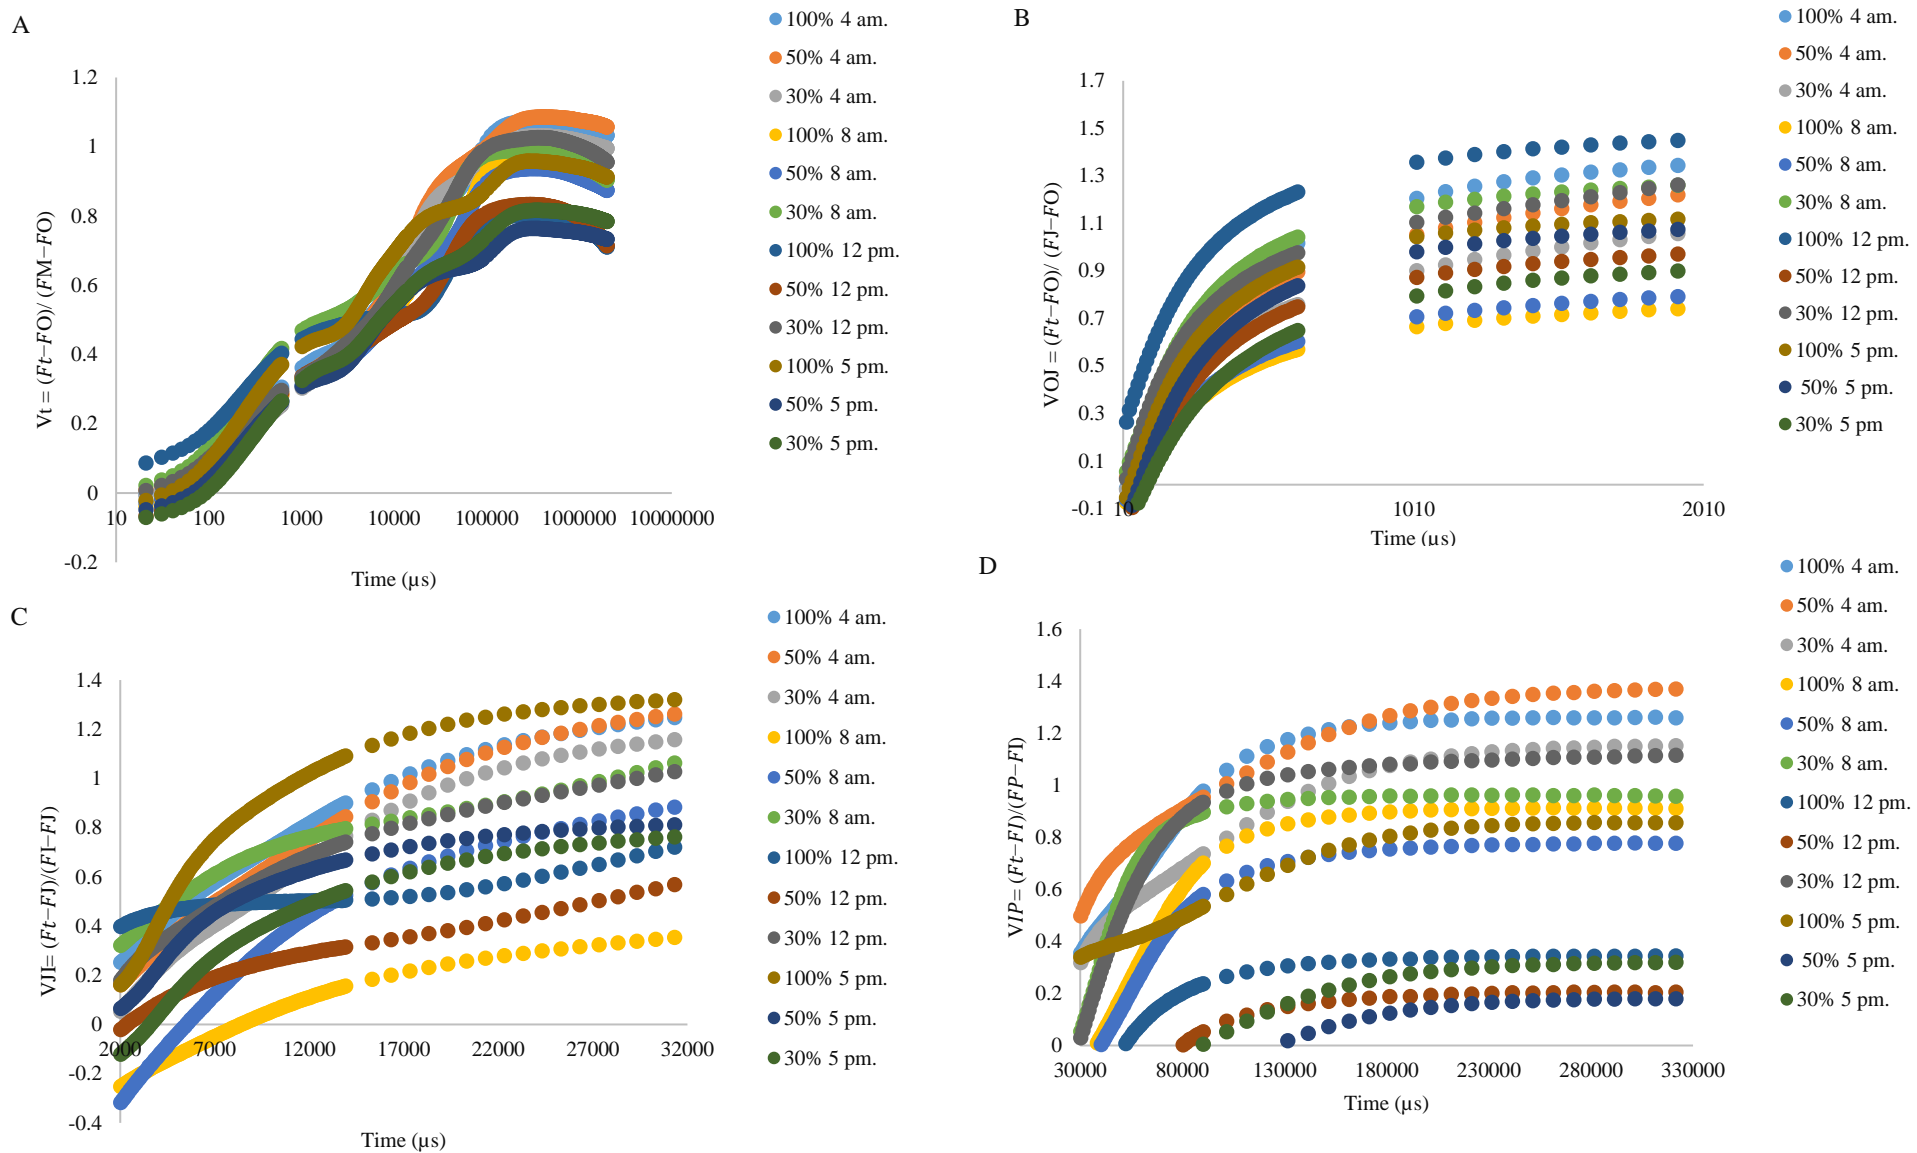 A
Vt = (Ft−FO)/ (FM−FO)
1.2
1
0.8
0.6
0.4
0.2
0
-0.2
10 100 1000 10000 100000 1000000 10000000
Time (µs)
100% 4 am.
50% 4 am.
30% 4 am.
100% 8 am.
50% 8 am.
30% 8 am.
100% 12 pm.
50% 12 pm.
30% 12 pm.
100% 5 pm.
50% 5 pm.
30% 5 pm.
B
VOJ = (Ft−FO)/ (FJ−FO)
1.7
1.5
1.3
1.1
0.9
0.7
0.5
0.3
0.1
-0.1
10 1010 2010
Time (µs)
100% 4 am.
50% 4 am.
30% 4 am.
100% 8 am.
50% 8 am.
30% 8 am.
100% 12 pm.
50% 12 pm.
30% 12 pm.
100% 5 pm.
50% 5 pm.
30% 5 pm
C
VJI= (Ft−FJ)/(FI−FJ)
1.4
1.2
1
0.8
0.6
0.4
0.2
0
-0.2
-0.4
2000 7000 12000 17000 22000 27000 32000
Time (µs)
100% 4 am.
50% 4 am.
30% 4 am.
100% 8 am.
50% 8 am.
30% 8 am.
100% 12 pm.
50% 12 pm.
30% 12 pm.
100% 5 pm.
50% 5 pm.
30% 5 pm.
D
VIP= (Ft−FI)/(FP−FI)
1.6
1.4
1.2
1
0.8
0.6
0.4
0.2
0
30000 80000 130000 180000 230000 280000 330000
Time (µs)
100% 4 am.
50% 4 am.
30% 4 am.
100% 8 am.
50% 8 am.
30% 8 am.
100% 12 pm.
50% 12 pm.
30% 12 pm.
100% 5 pm.
50% 5 pm.
30% 5 pm.